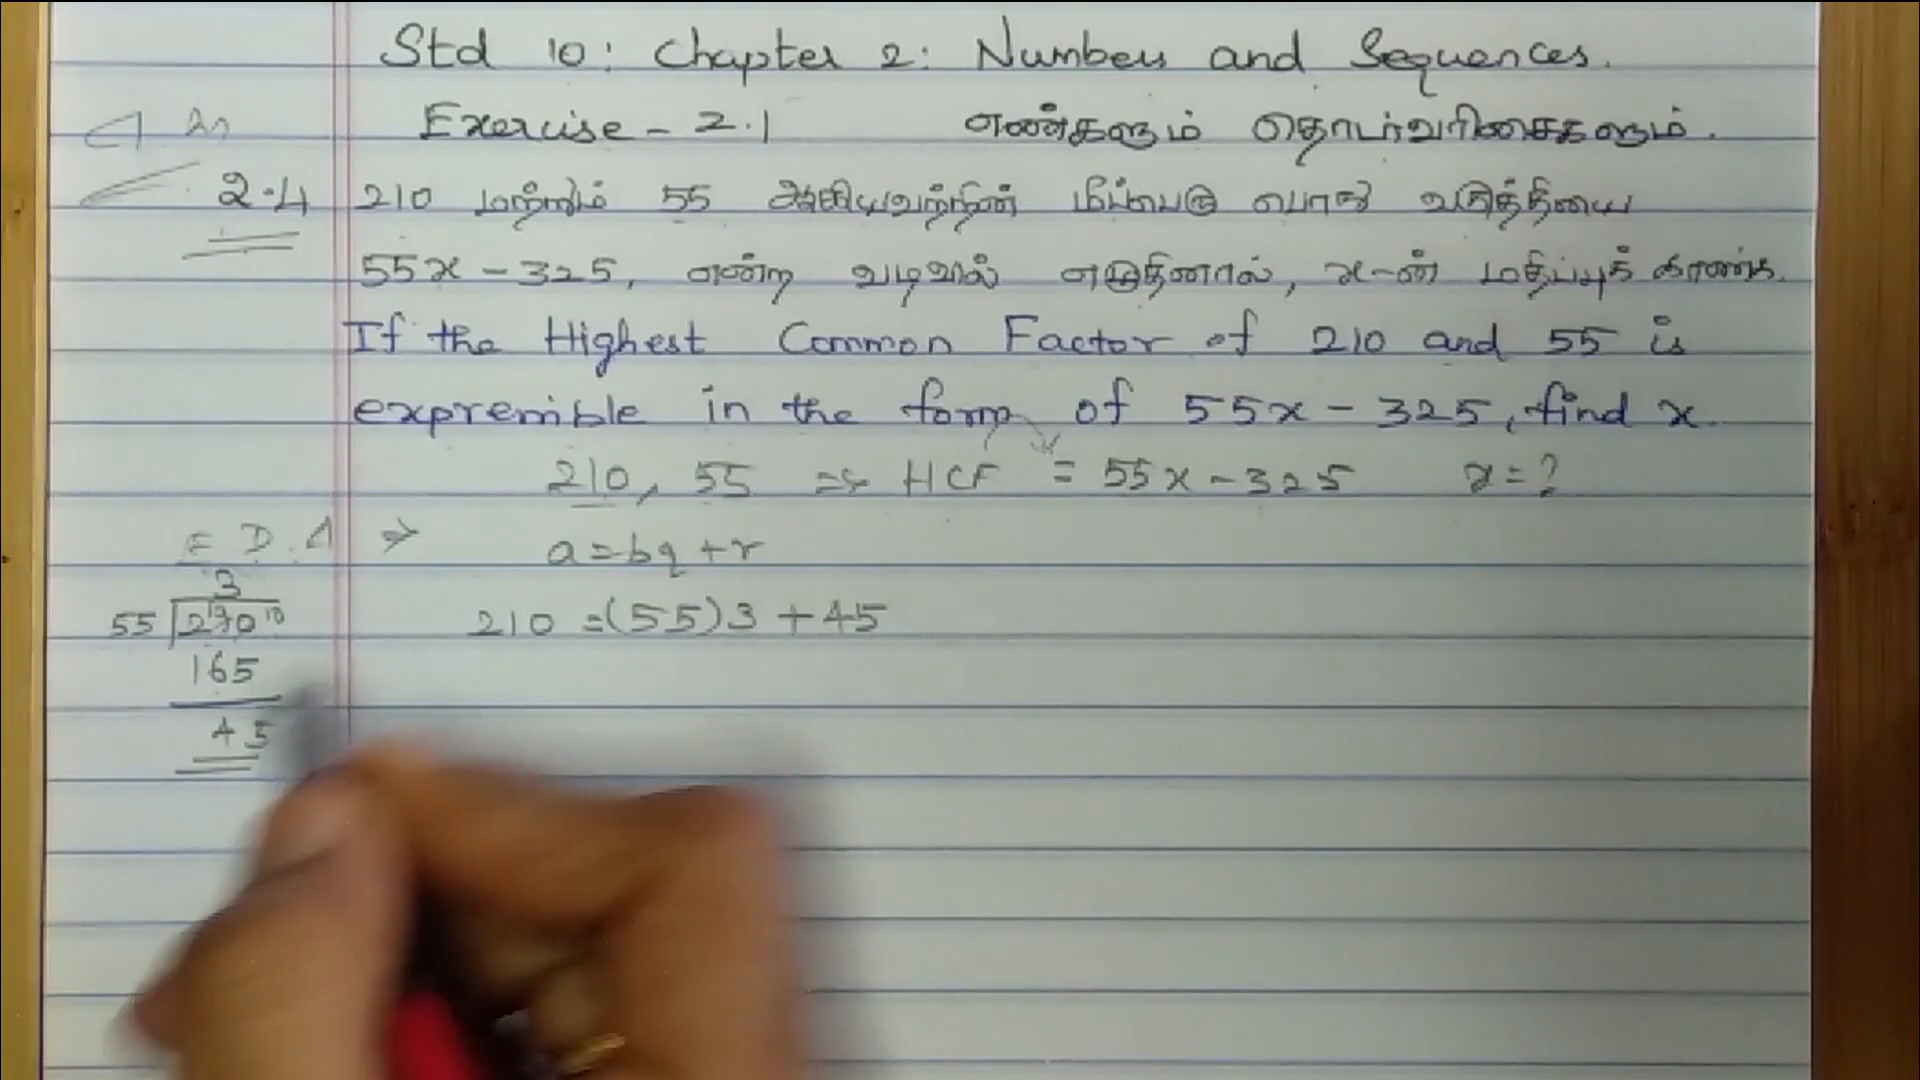 Std 10: Chapter 2: Numbers and Sequences.
Exercise - 2.1 எண்களும் தொடர்வரிசைகளும்.
2.4 210 மற்றும் 55 ஆகியவற்றின் மீப்பெரு பொது வகுத்தியை
55x - 325, என்ற வடிவில் எழுதினால், x-ன் மதிப்புக் காண்க.
If the Highest Common Factor of 210 and 55 is
expressible in the form of 55x - 325, find x.
210, 55 ⇒ HCF = 55x - 325 x = ?
E.D.A ⇒ a = bq + r
3
55 210 210 = (55)3 + 45
165
45